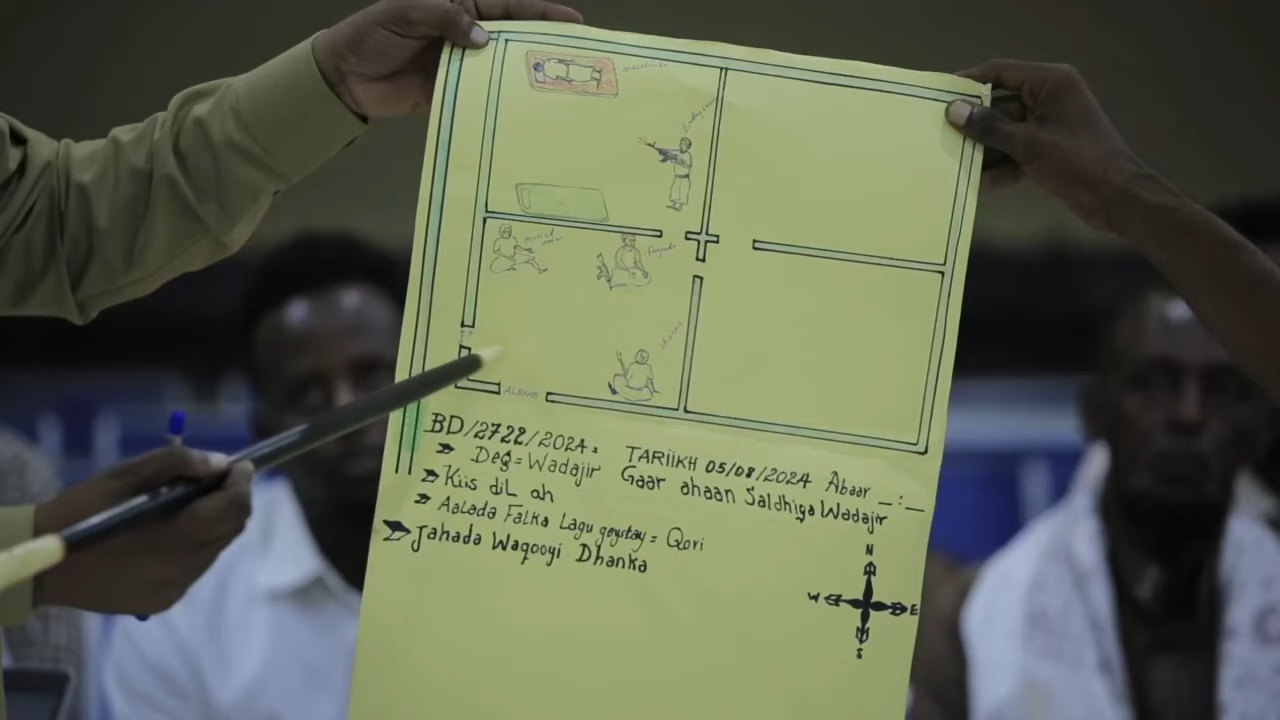 ALBAAB
BD/2722/2024: TARIIKH 05/08/2024 Abaar _:_
Deg = Wadajir Gaar ahaan Saldhiga Wadajir
Kiis diL ah
Aalada Falka Lagu geystay = Qori
Jahada Waqooyi Dhanka
N
W E
S